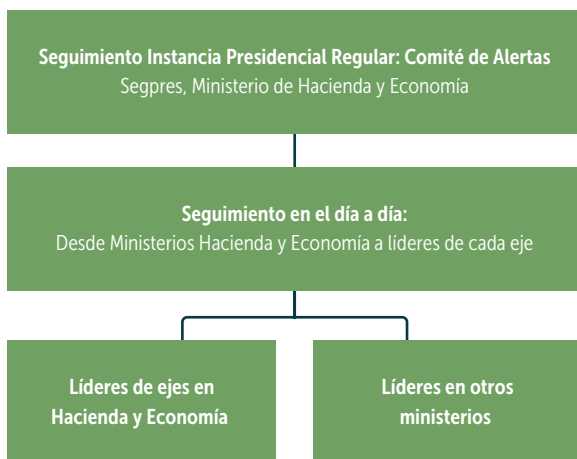 Seguimiento Instancia Presidencial Regular: Comité de Alertas
Segpres, Ministerio de Hacienda y Economía
Seguimiento en el día a día:
Desde Ministerios Hacienda y Economía a líderes de cada eje
Líderes de ejes en
Hacienda y Economía
Líderes en otros
ministerios